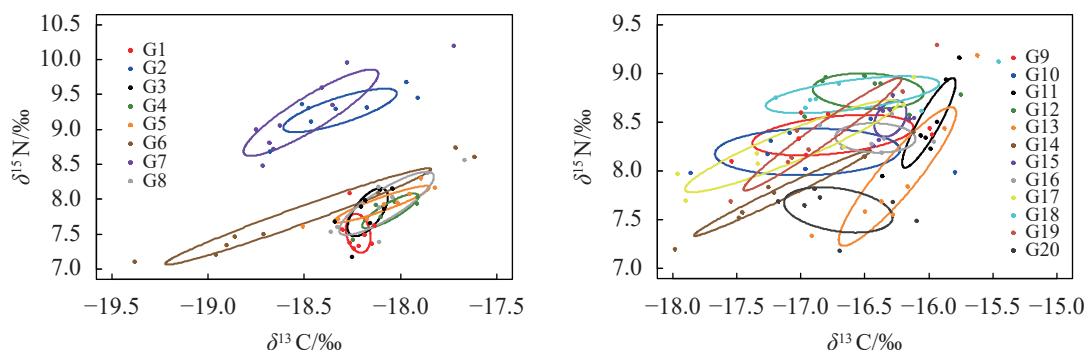 10.5
10.0
9.5
9.0
8.5
8.0
7.5
7.0
δ¹⁵N/‰
G1
G2
G3
G4
G5
G6
G7
G8
−19.5 −19.0 −18.5 −18.0 −17.5
δ¹³C/‰
9.5
9.0
8.5
8.0
7.5
7.0
δ¹⁵N/‰
G9
G10
G11
G12
G13
G14
G15
G16
G17
G18
G19
G20
−18.0 −17.5 −17.0 −16.5 −16.0 −15.5 −15.0
δ¹³C/‰